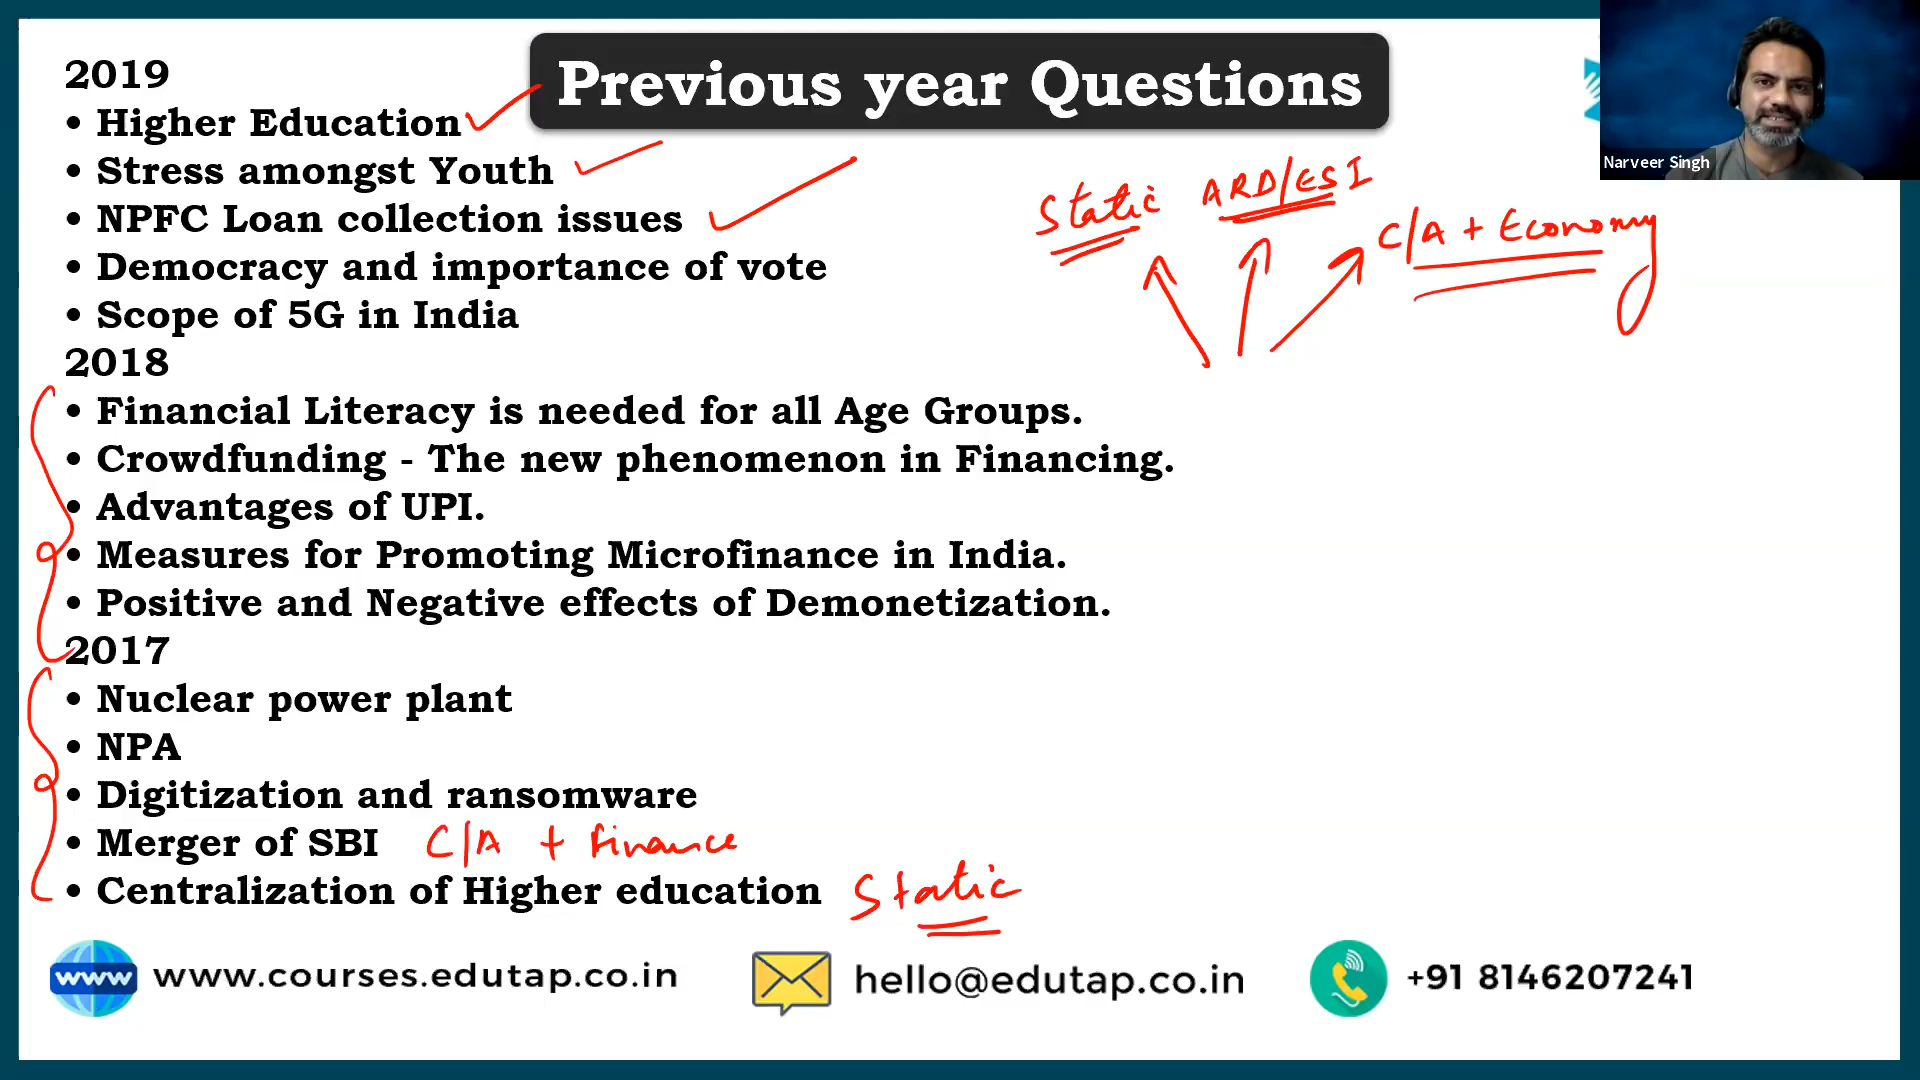 Previous year Questions
Narveer Singh
2019
• Higher Education
• Stress amongst Youth
• NPFC Loan collection issues
• Democracy and importance of vote
• Scope of 5G in India
Static ARD/ESI
C/A + Economy
2018
• Financial Literacy is needed for all Age Groups.
• Crowdfunding - The new phenomenon in Financing.
• Advantages of UPI.
• Measures for Promoting Microfinance in India.
• Positive and Negative effects of Demonetization.
2017
• Nuclear power plant
• NPA
• Digitization and ransomware
• Merger of SBI C/A + Finance
• Centralization of Higher education Static
www www.courses.edutap.co.in hello@edutap.co.in +91 8146207241